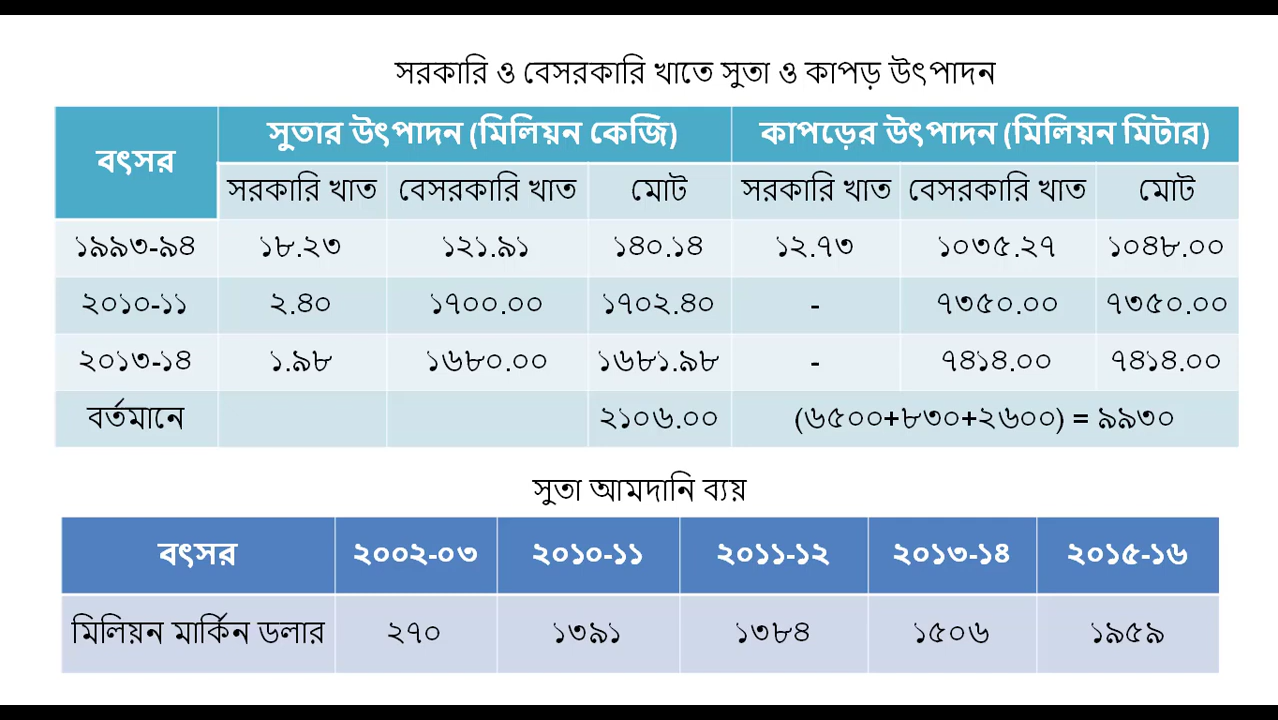 সরকারি ও বেসরকারি খাতে সুতা ও কাপড় উৎপাদন
বৎসর সুতার উৎপাদন (মিলিয়ন কেজি) কাপড়ের উৎপাদন (মিলিয়ন মিটার)
সরকারি খাত বেসরকারি খাত মোট সরকারি খাত বেসরকারি খাত মোট
১৯৯৩-৯৪ ১৮.২৩ ১২১.৯১ ১৪০.১৪ ১২.৭৩ ১০৩৫.২৭ ১০৪৮.০০
২০১০-১১ ২.৪০ ১৭০০.০০ ১৭০২.৪০ - ৭৩৫০.০০ ৭৩৫০.০০
২০১৩-১৪ ১.৯৮ ১৬৮০.০০ ১৬৮১.৯৮ - ৭৪১৪.০০ ৭৪১৪.০০
বর্তমানে ২১০৬.০০ (৬৫০০+৮৩০+২৬০০) = ৯৯৩০
সুতা আমদানি ব্যয়
বৎসর ২০০২-০৩ ২০১০-১১ ২০১১-১২ ২০১৩-১৪ ২০১৫-১৬
মিলিয়ন মার্কিন ডলার ২৭০ ১৩৯১ ১৩৮৪ ১৫০৬ ১৯৫৯